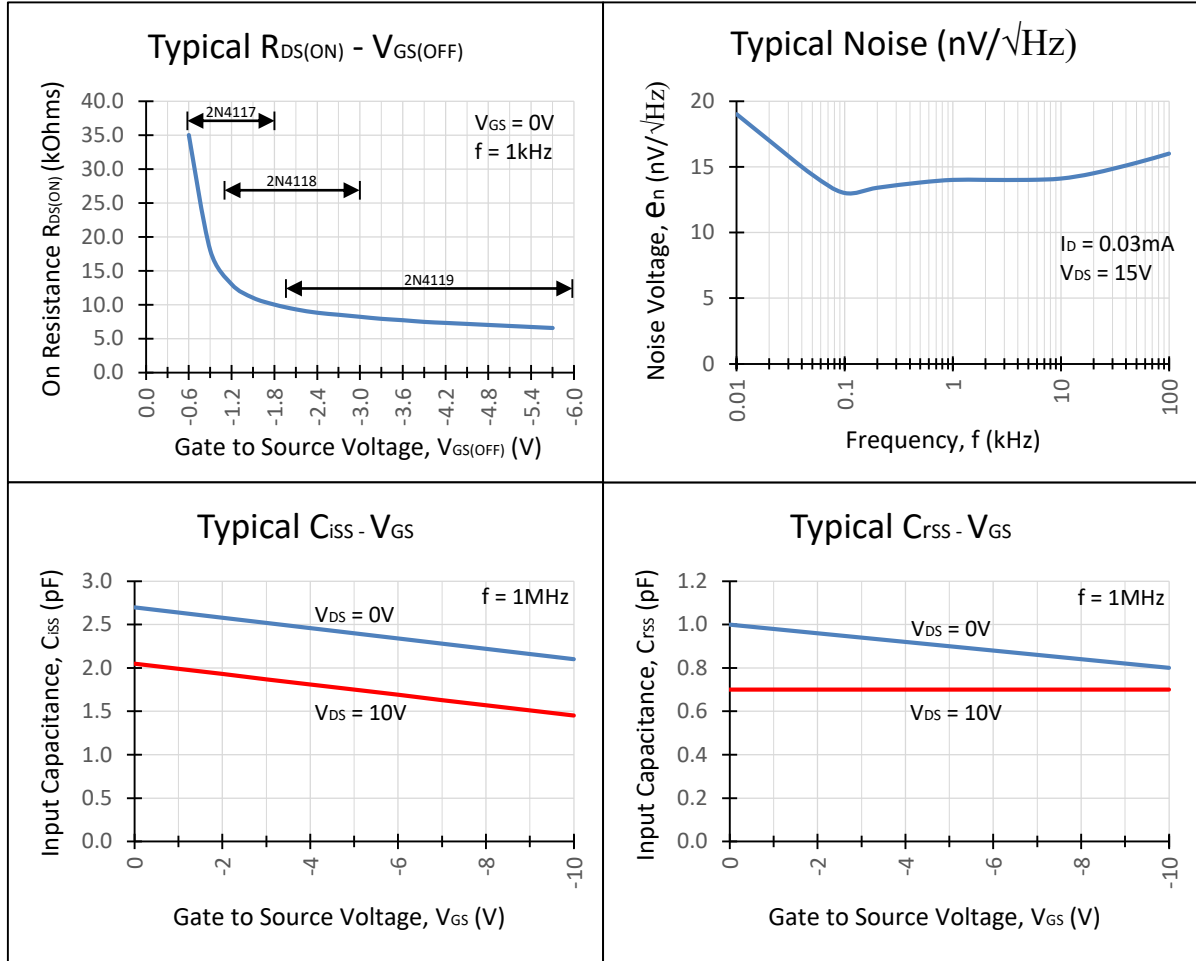 Typical RDS(ON) - VGS(OFF)
On Resistance RDS(ON) (kOhms)
40.0
35.0
30.0
25.0
20.0
15.0
10.0
5.0
0.0
2N4117
2N4118
2N4119
VGS = 0V
f = 1kHz
0.0
-0.6
-1.2
-1.8
-2.4
-3.0
-3.6
-4.2
-4.8
-5.4
-6.0
Gate to Source Voltage, VGS(OFF) (V)
Typical Noise (nV/√Hz)
Noise Voltage, en (nV/√Hz)
20
15
10
5
0
ID = 0.03mA
VDS = 15V
0.01
0.1
1
10
100
Frequency, f (kHz)
Typical Ciss - VGS
Input Capacitance, Ciss (pF)
3.0
2.5
2.0
1.5
1.0
0.5
0.0
f = 1MHz
VDS = 0V
VDS = 10V
0
-2
-4
-6
-8
-10
Gate to Source Voltage, VGS (V)
Typical Crss - VGS
Input Capacitance, Crss (pF)
1.2
1.0
0.8
0.6
0.4
0.2
0.0
f = 1MHz
VDS = 0V
VDS = 10V
0
-2
-4
-6
-8
-10
Gate to Source Voltage, VGS (V)